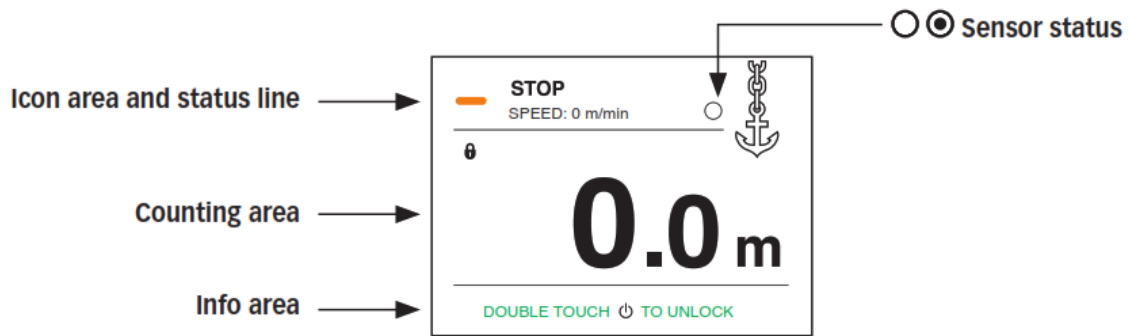 Sensor status
Icon area and status line
STOP
SPEED: 0 m/min
Counting area
0.0 m
Info area
DOUBLE TOUCH ⏻ TO UNLOCK